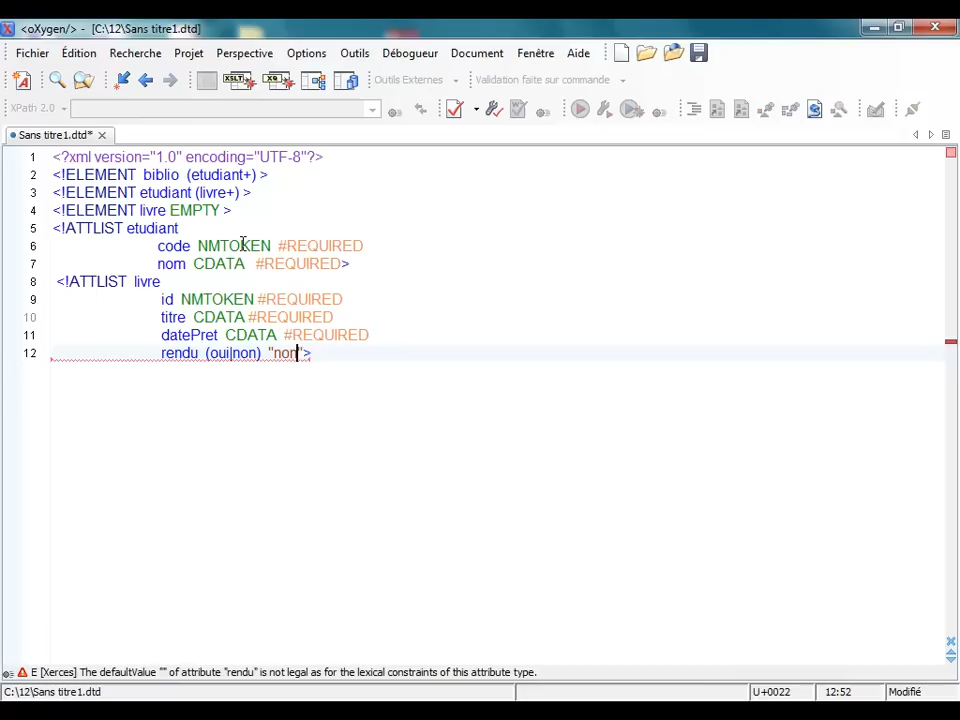 <oXygen/> - [C:\12\Sans titre1.dtd]
Fichier Édition Recherche Projet Perspective Options Outils Débogueur Document Fenêtre Aide
XSLT XQ Outils Externes Validation faite sur commande
XPath 2.0
Sans titre1.dtd*
1 <?xml version="1.0" encoding="UTF-8"?>
2 <!ELEMENT biblio (etudiant+) >
3 <!ELEMENT etudiant (livre+) >
4 <!ELEMENT livre EMPTY >
5 <!ATTLIST etudiant
6 code NMTOKEN #REQUIRED
7 nom CDATA #REQUIRED>
8 <!ATTLIST livre
9 id NMTOKEN #REQUIRED
10 titre CDATA #REQUIRED
11 datePret CDATA #REQUIRED
12 rendu (oui|non) "non">
E [Xerces] The defaultValue "" of attribute "rendu" is not legal as for the lexical constraints of this attribute type.
C:\12\Sans titre1.dtd U+0022 12:52 Modifié